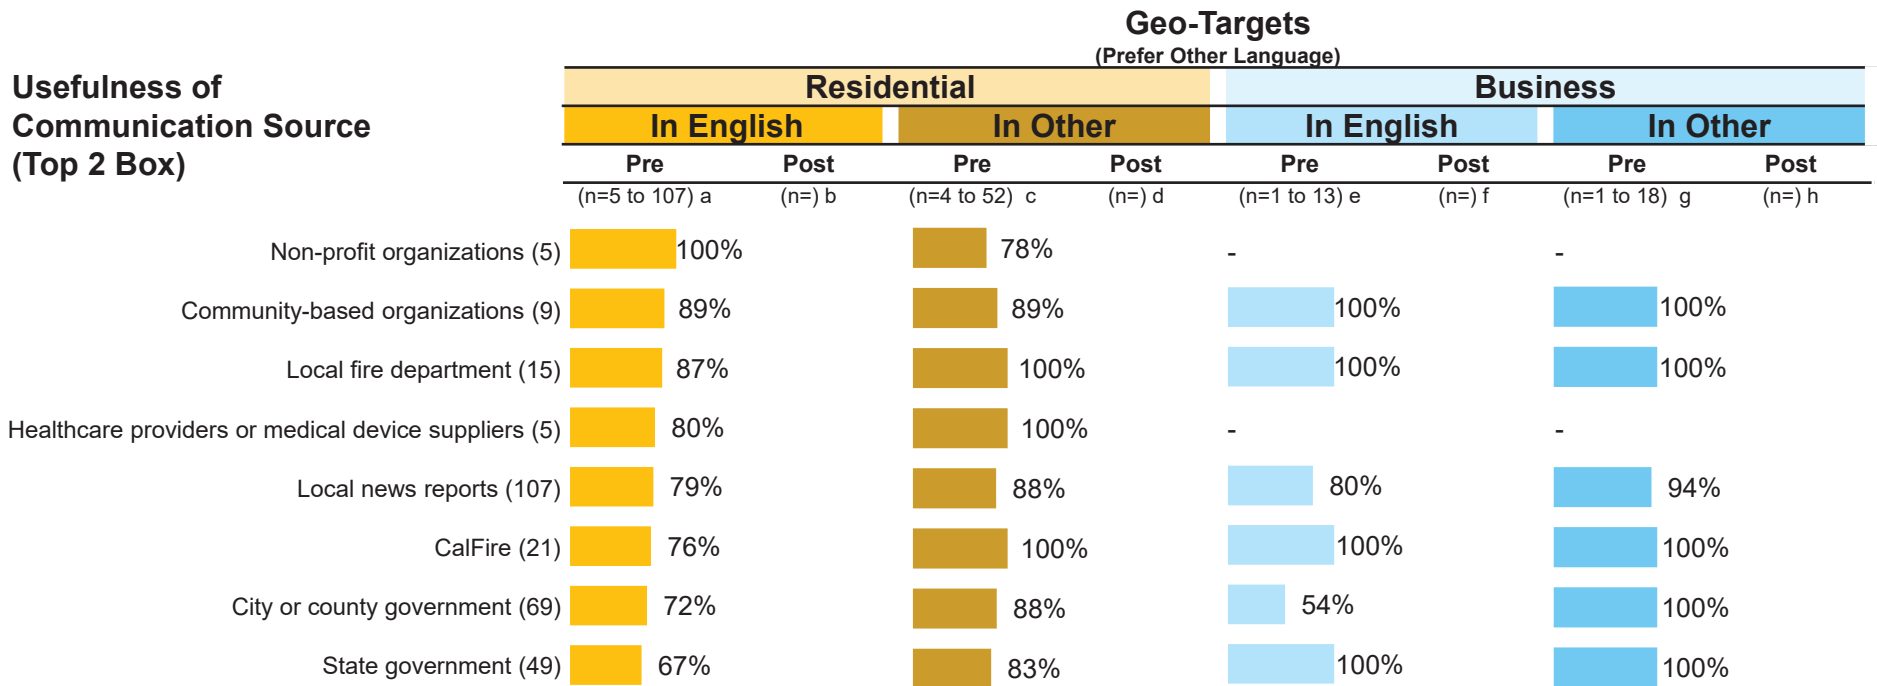 Geo-Targets
(Prefer Other Language)
Usefulness of
Communication Source
(Top 2 Box)
Residential Business
In English In Other In English In Other
Pre Post Pre Post Pre Post Pre Post
(n=5 to 107) a (n=) b (n=4 to 52) c (n=) d (n=1 to 13) e (n=) f (n=1 to 18) g (n=) h
Non-profit organizations (5) 100% 78% - -
Community-based organizations (9) 89% 89% 100% 100%
Local fire department (15) 87% 100% 100% 100%
Healthcare providers or medical device suppliers (5) 80% 100% - -
Local news reports (107) 79% 88% 80% 94%
CalFire (21) 76% 100% 100% 100%
City or county government (69) 72% 88% 54% 100%
State government (49) 67% 83% 100% 100%